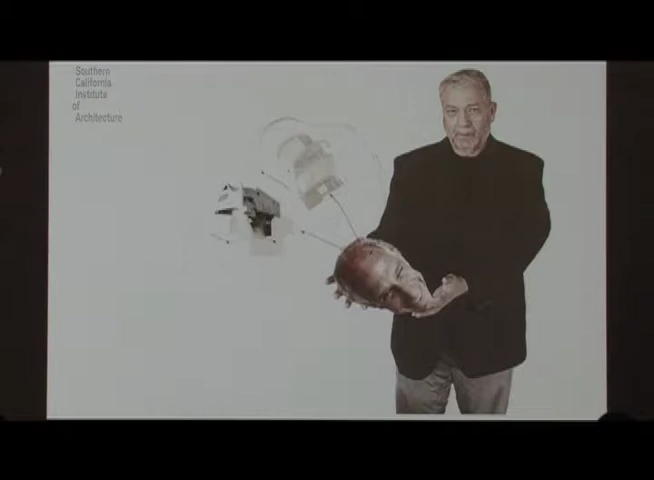 Southern
California
Institute
of
Architecture